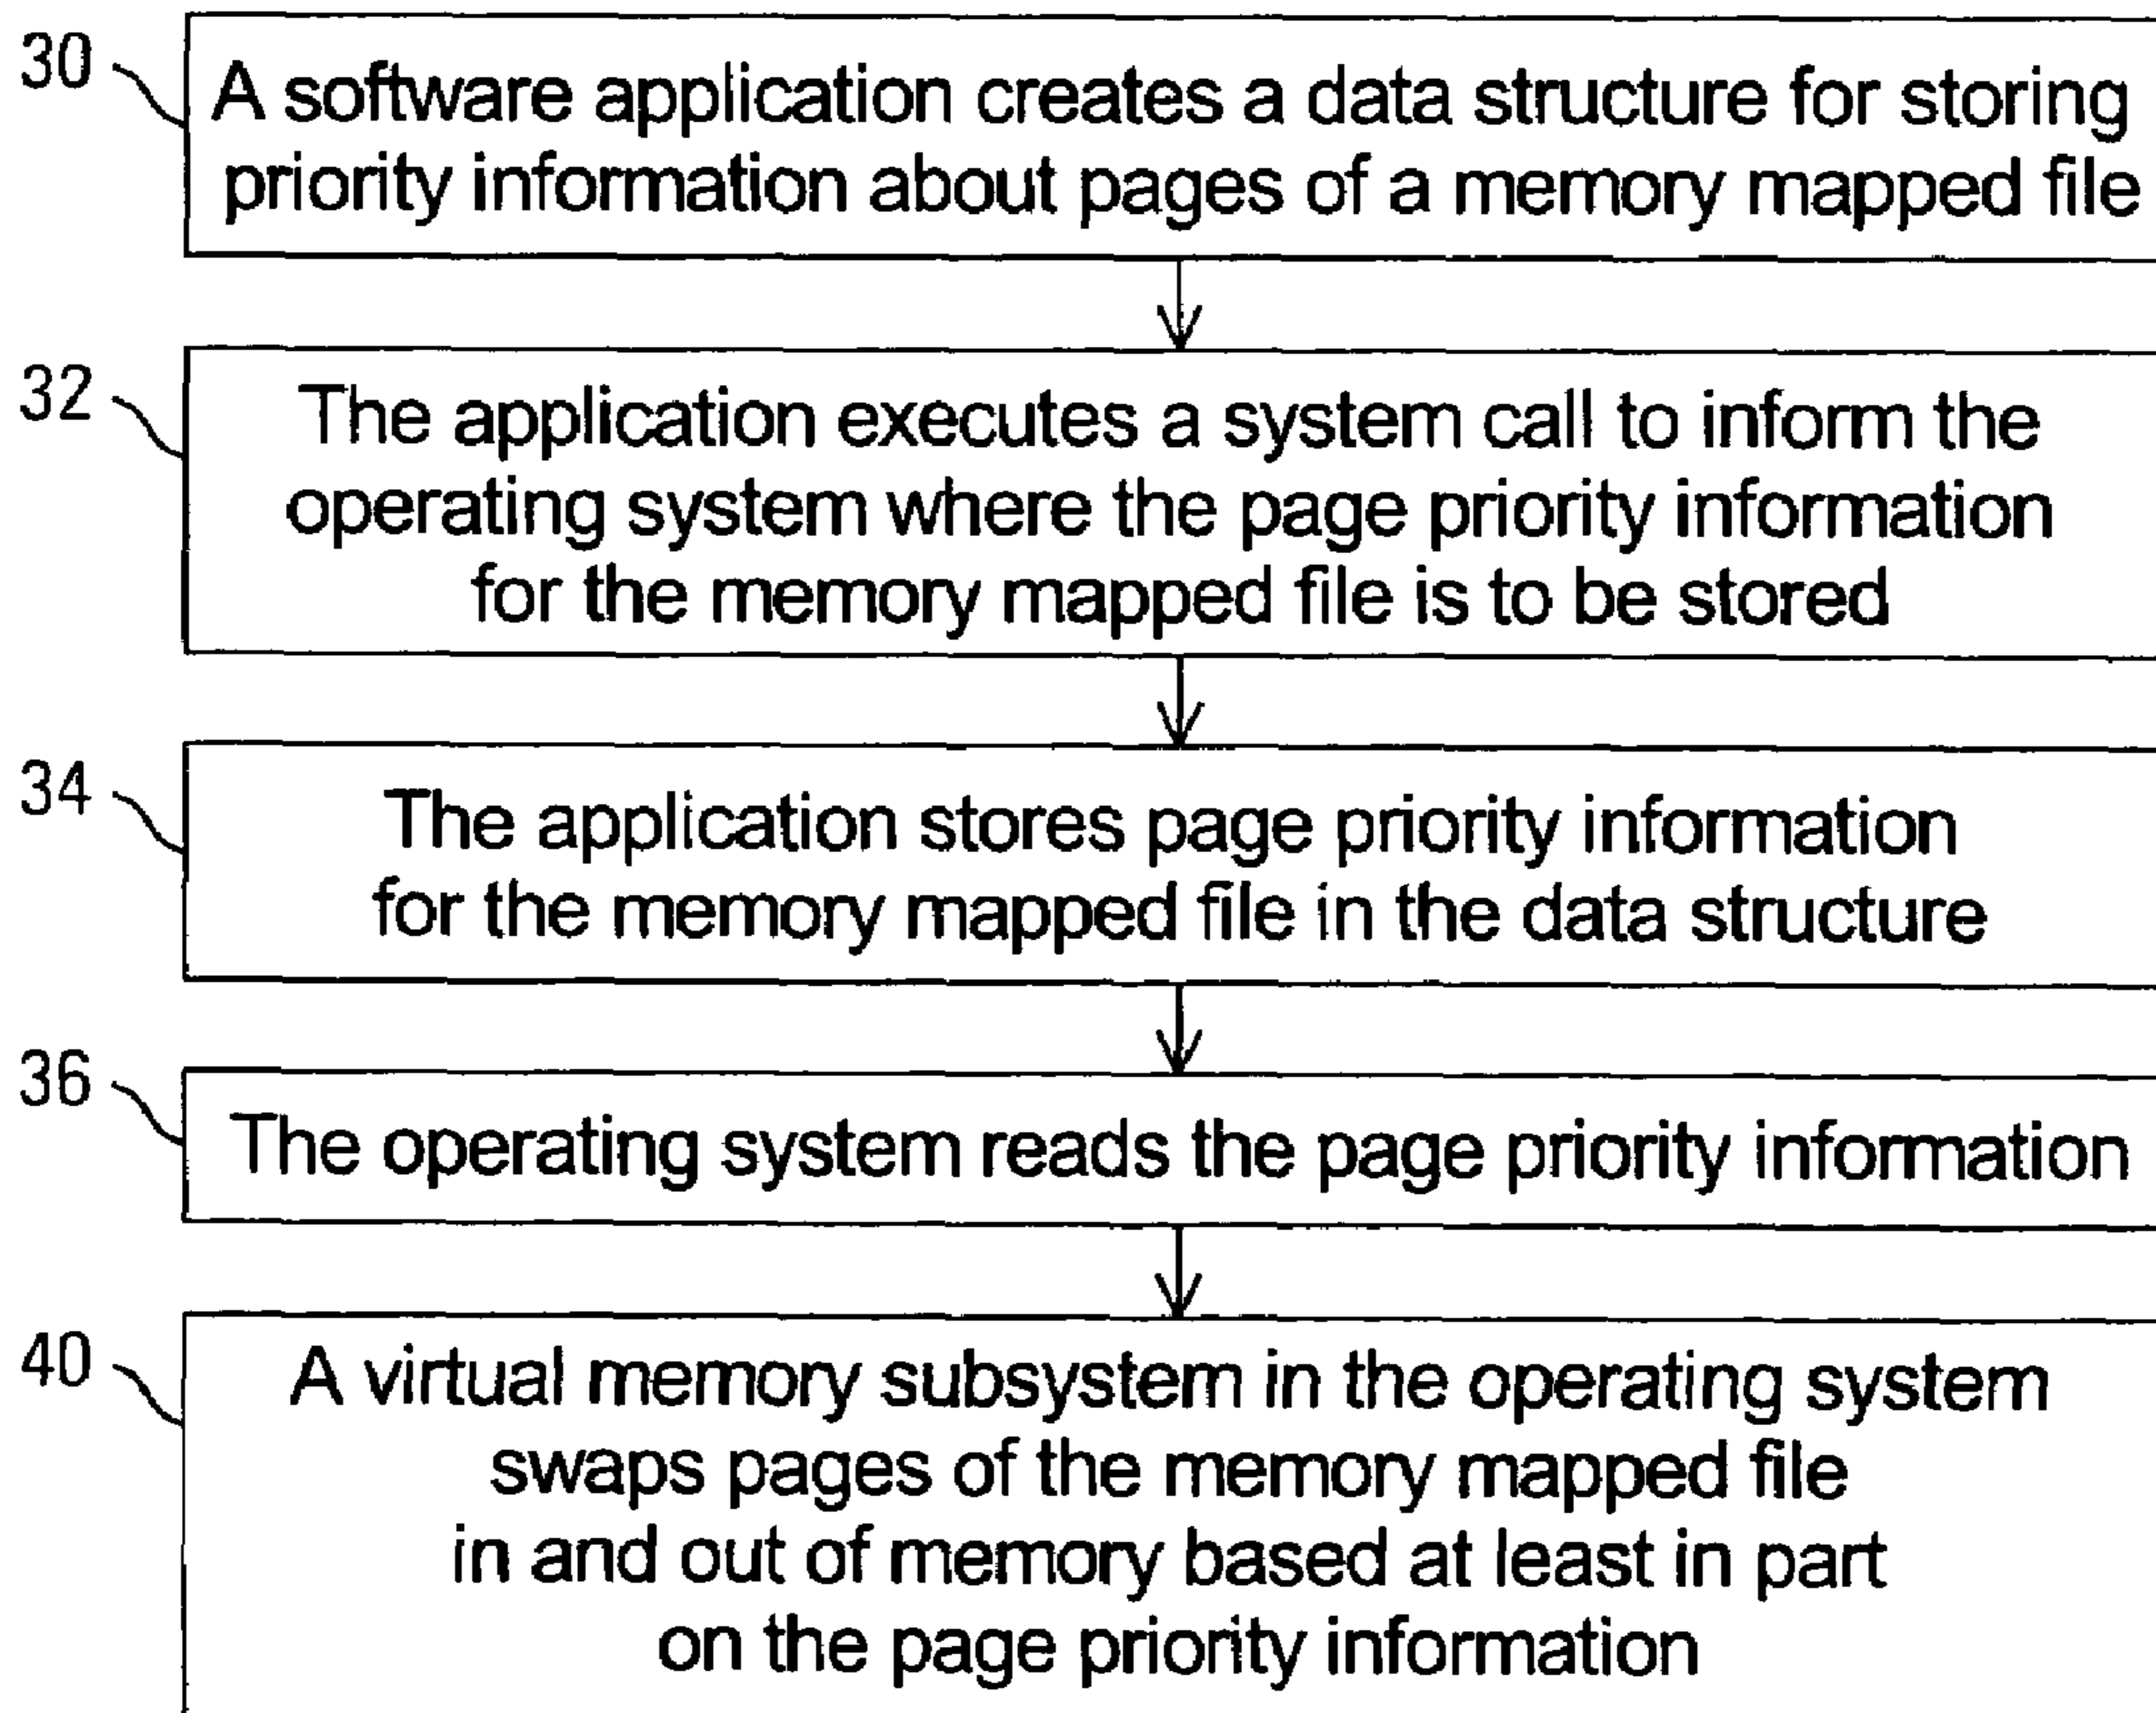 30
A software application creates a data structure for storing
priority information about pages of a memory mapped file
32
The application executes a system call to inform the
operating system where the page priority information
for the memory mapped file is to be stored
34
The application stores page priority information
for the memory mapped file in the data structure
36
The operating system reads the page priority information
40
A virtual memory subsystem in the operating system
swaps pages of the memory mapped file
in and out of memory based at least in part
on the page priority information